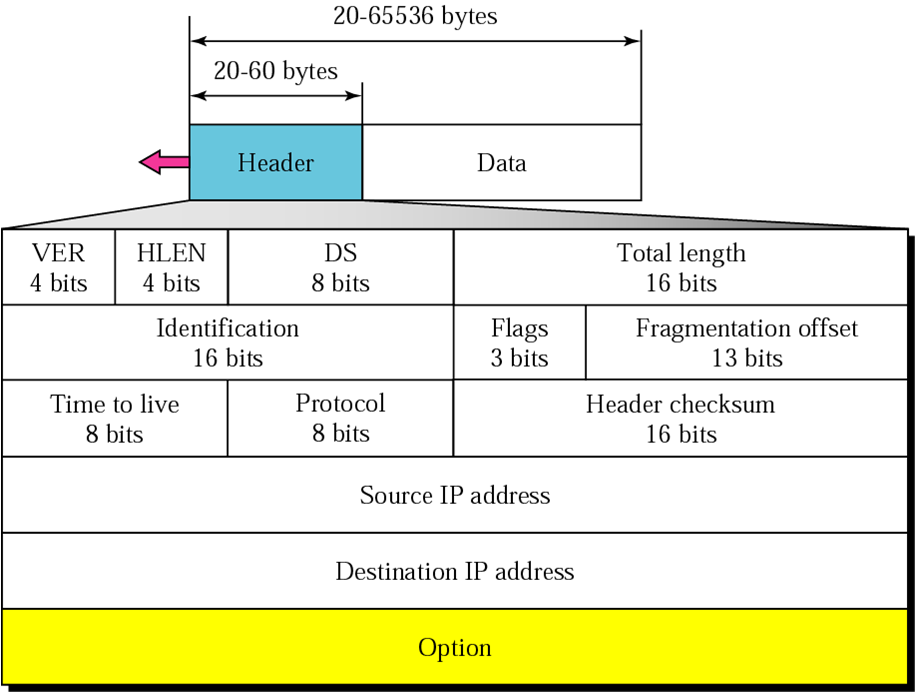 20-65536 bytes
20-60 bytes
Header
Data
VER
4 bits
HLEN
4 bits
DS
8 bits
Total length
16 bits
Identification
16 bits
Flags
3 bits
Fragmentation offset
13 bits
Time to live
8 bits
Protocol
8 bits
Header checksum
16 bits
Source IP address
Destination IP address
Option